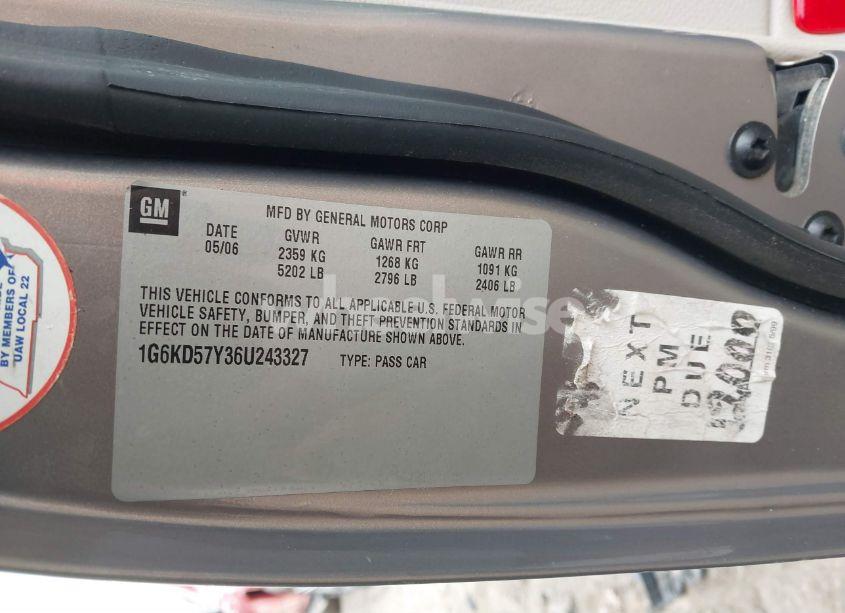 GM
MFD BY GENERAL MOTORS CORP
DATE GVWR GAWR FRT GAWR RR
05/06 2359 KG 1268 KG 1091 KG
5202 LB 2796 LB 2406 LB
THIS VEHICLE CONFORMS TO ALL APPLICABLE U.S. FEDERAL MOTOR
VEHICLE SAFETY, BUMPER, AND THEFT PREVENTION STANDARDS IN
EFFECT ON THE DATE OF MANUFACTURE SHOWN ABOVE.
1G6KD57Y36U243327 TYPE: PASS CAR
BY MEMBERS OF
UAW LOCAL 22
NEXT
PM
DUE